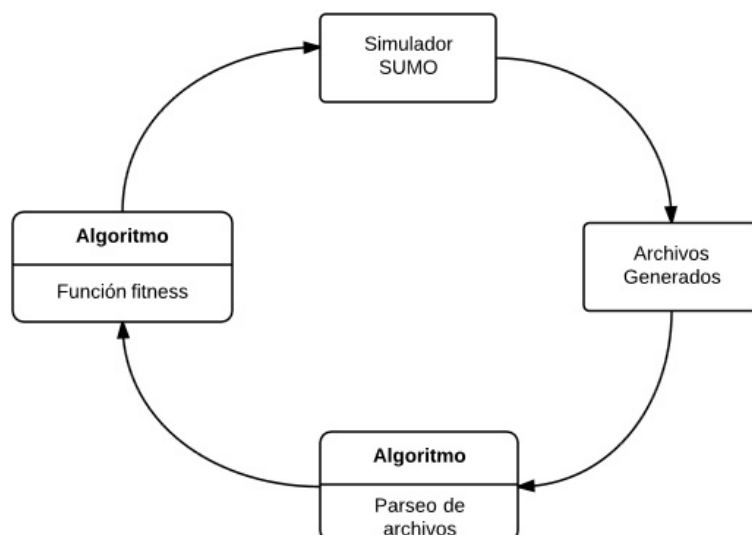 Simulador
SUMO
Algoritmo
Función fitness
Archivos
Generados
Algoritmo
Parseo de
archivos